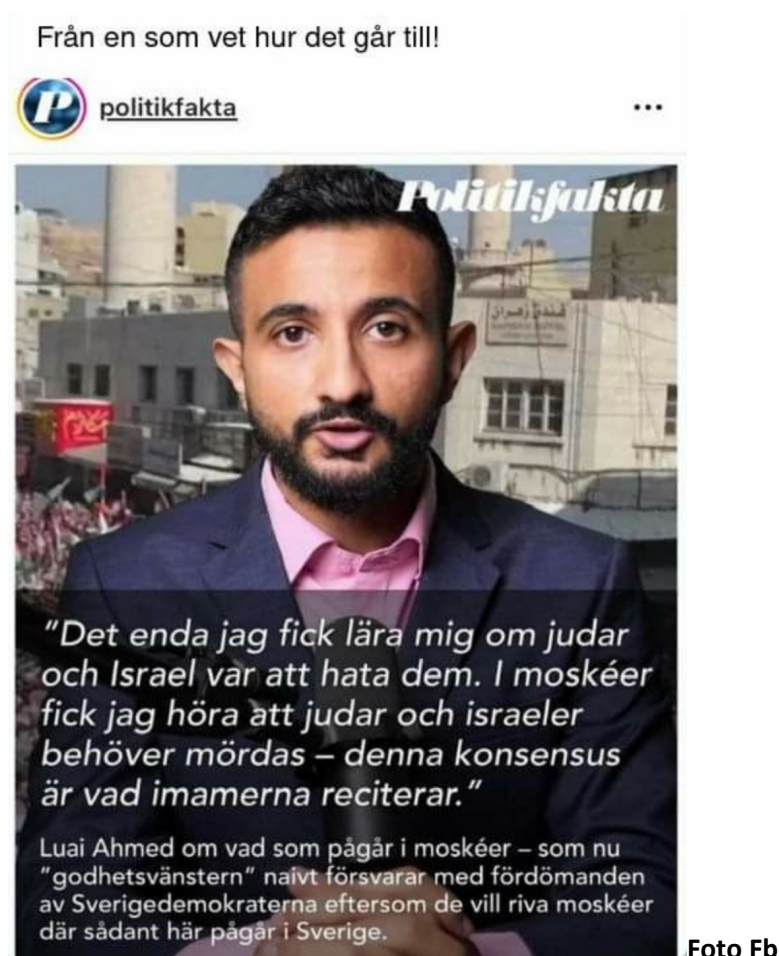 Från en som vet hur det går till!
politikfakta
Politikfakta
فندق زهران
"Det enda jag fick lära mig om judar
och Israel var att hata dem. I moskéer
fick jag höra att judar och israeler
behöver mördas – denna konsensus
är vad imamerna reciterar."
Luai Ahmed om vad som pågår i moskéer – som nu
"godhetsvänstern" naivt försvarar med fördömanden
av Sverigedemokraterna eftersom de vill riva moskéer
där sådant här pågår i Sverige.
Foto Fb